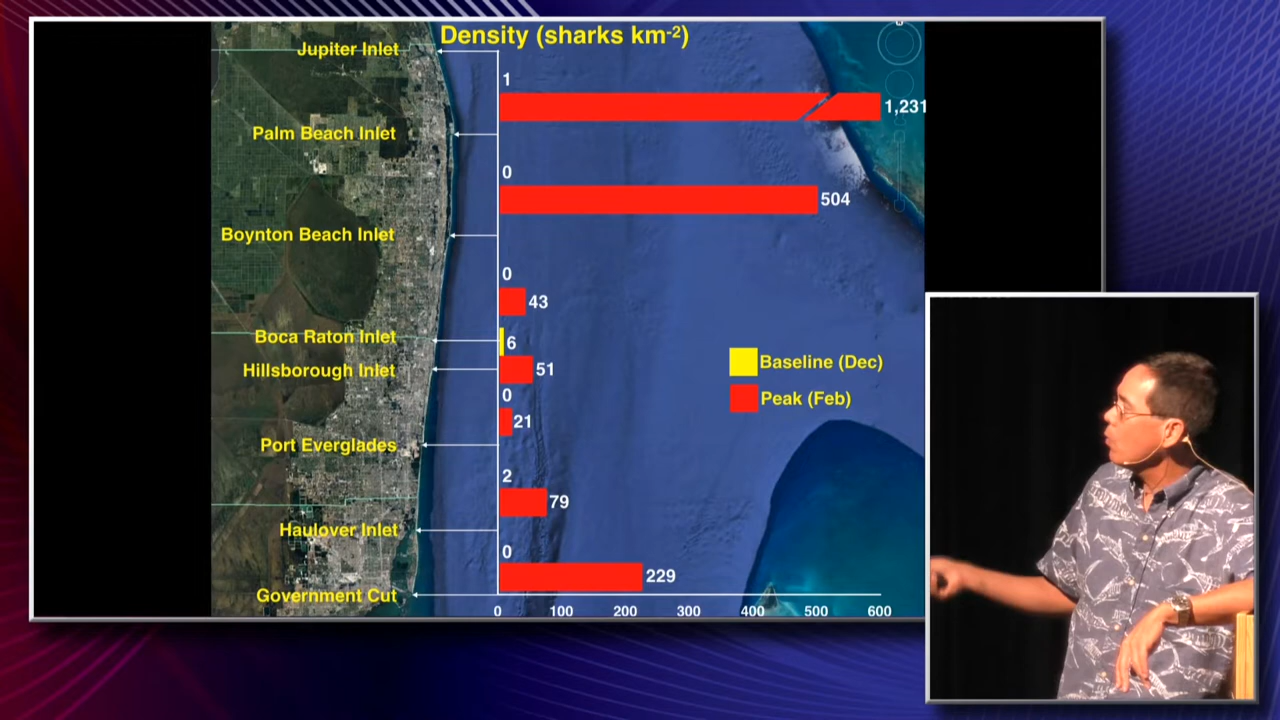 Density (sharks km-2)
Jupiter Inlet
1
1,231
Palm Beach Inlet
0
504
Boynton Beach Inlet
0
43
Boca Raton Inlet
6
Hillsborough Inlet
51
0
21
Port Everglades
2
79
Haulover Inlet
0
229
Government Cut
0 100 200 300 400 500 600
Baseline (Dec)
Peak (Feb)